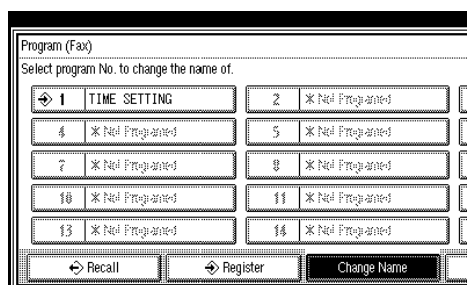 Program (Fax)
Select program No. to change the name of.
1 TIME SETTING 2 * Not Programed
4 * Not Programed 5 * Not Programed
7 * Not Programed 8 * Not Programed
10 * Not Programed 11 * Not Programed
13 * Not Programed 14 * Not Programed
Recall Register Change Name